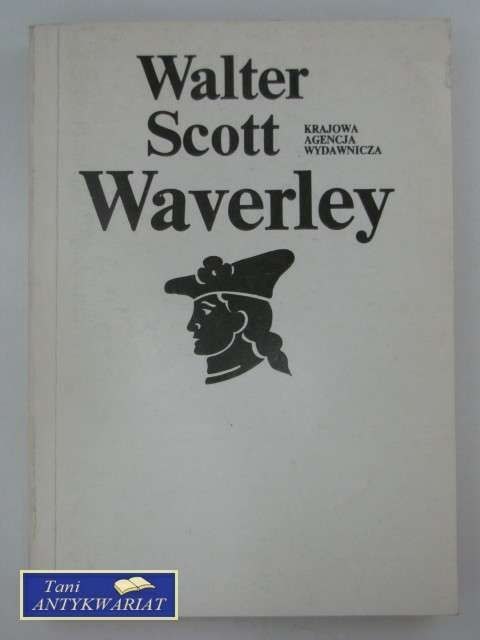 Walter
Scott
KRAJOWA
AGENCJA
WYDAWNICZA
Waverley
Tani
ANTYKWARIAT